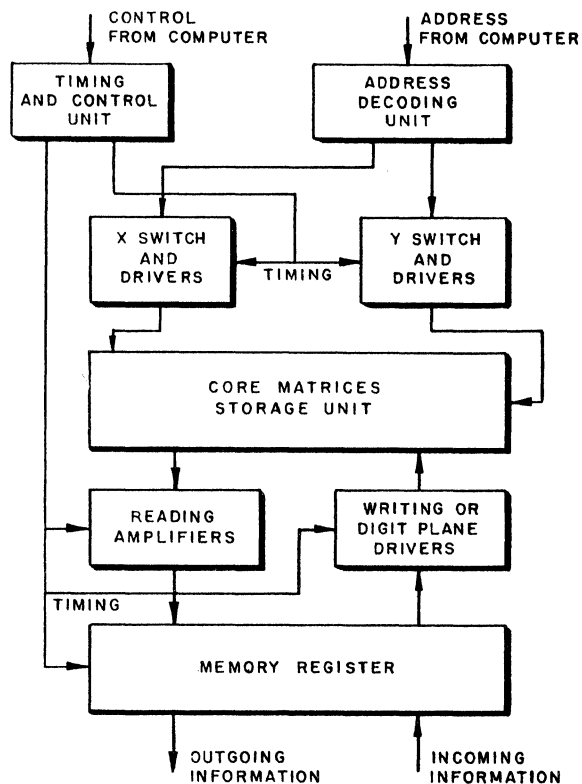 CONTROL
FROM COMPUTER
ADDRESS
FROM COMPUTER
TIMING
AND CONTROL
UNIT
ADDRESS
DECODING
UNIT
X SWITCH
AND
DRIVERS
TIMING
Y SWITCH
AND
DRIVERS
CORE MATRICES
STORAGE UNIT
READING
AMPLIFIERS
WRITING OR
DIGIT PLANE
DRIVERS
TIMING
MEMORY REGISTER
OUTGOING
INFORMATION
INCOMING
INFORMATION